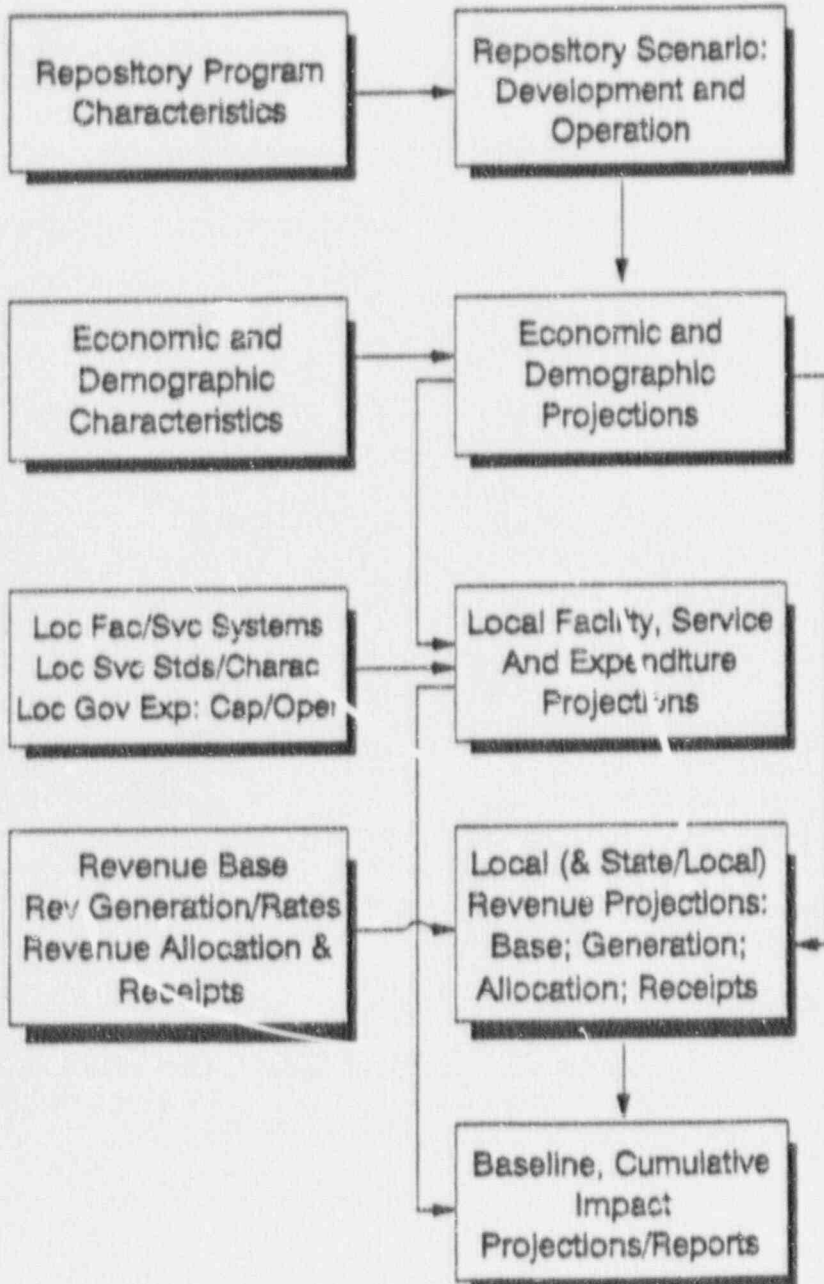 Repository Program
Characteristics
Repository Scenario:
Development and
Operation
Economic and
Demographic
Characteristics
Economic and
Demographic
Projections
Loc Fac/Svc Systems
Loc Svc Stds/Charac
Loc Gov Exp: Cap/Oper
Local Facility, Service
And Expenditure
Projections
Revenue Base
Rev Generation/Rates
Revenue Allocation &
Receipts
Local (& State/Local)
Revenue Projections:
Base; Generation;
Allocation; Receipts
Baseline, Cumulative
Impact
Projections/Reports